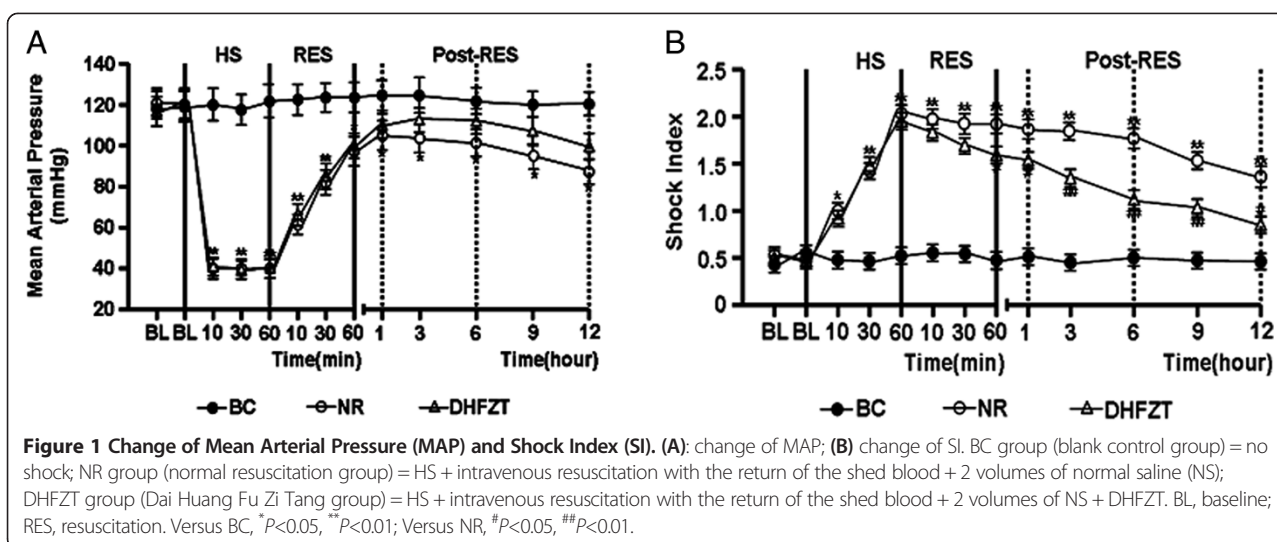 A
HS RES Post-RES
Mean Arterial Pressure
(mmHg)
140
120
100
80
60
40
20
BL BL 10 30 60 10 30 60 1 3 6 9 12
Time(min) Time(hour)
BC NR DHFZT
B
HS RES Post-RES
Shock Index
2.5
2.0
1.5
1.0
0.5
0
BL BL 10 30 60 10 30 60 1 3 6 9 12
Time(min) Time(hour)
BC NR DHFZT
Figure 1 Change of Mean Arterial Pressure (MAP) and Shock Index (SI). (A): change of MAP; (B) change of SI. BC group (blank control group) = no
shock; NR group (normal resuscitation group) = HS + intravenous resuscitation with the return of the shed blood + 2 volumes of normal saline (NS);
DHFZT group (Dai Huang Fu Zi Tang group) = HS + intravenous resuscitation with the return of the shed blood + 2 volumes of NS + DHFZT. BL, baseline;
RES, resuscitation. Versus BC, *P<0.05, **P<0.01; Versus NR, #P<0.05, ##P<0.01.